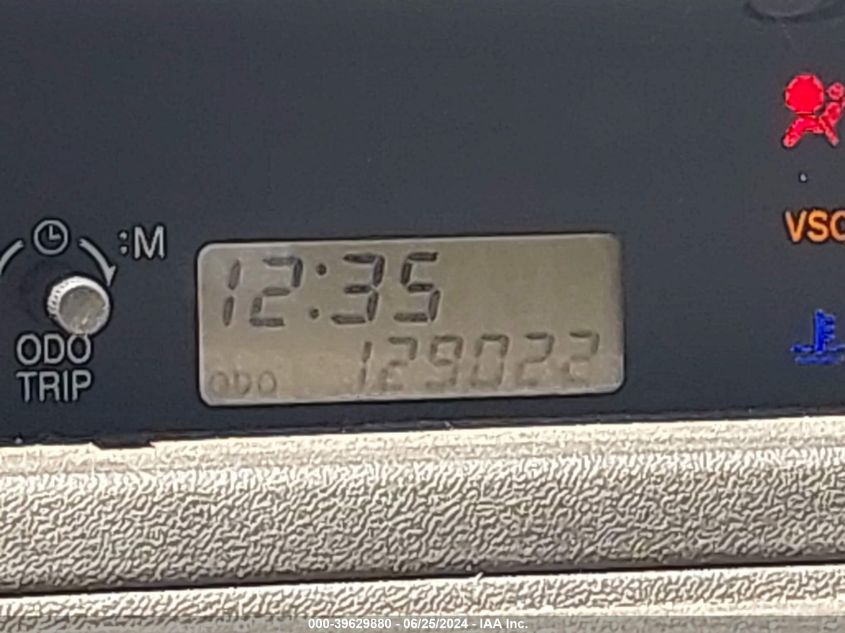 :M
ODO
TRIP
12:35
ODO 129022
VSC
000-39629880 - 06/25/2024 - IAA Inc.